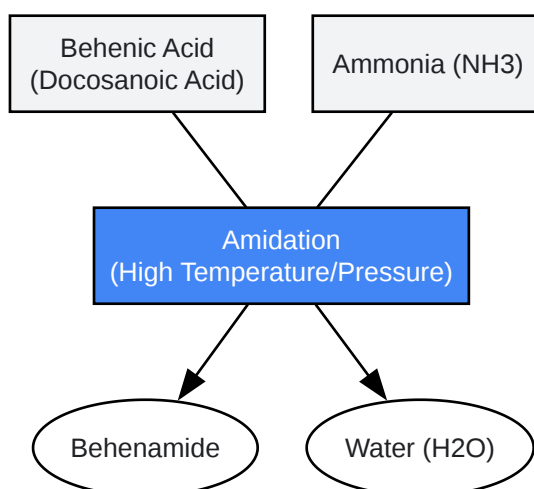 Behenic Acid
(Docosanoic Acid)
Ammonia (NH3)
Amidation
(High Temperature/Pressure)
Behenamide
Water (H2O)